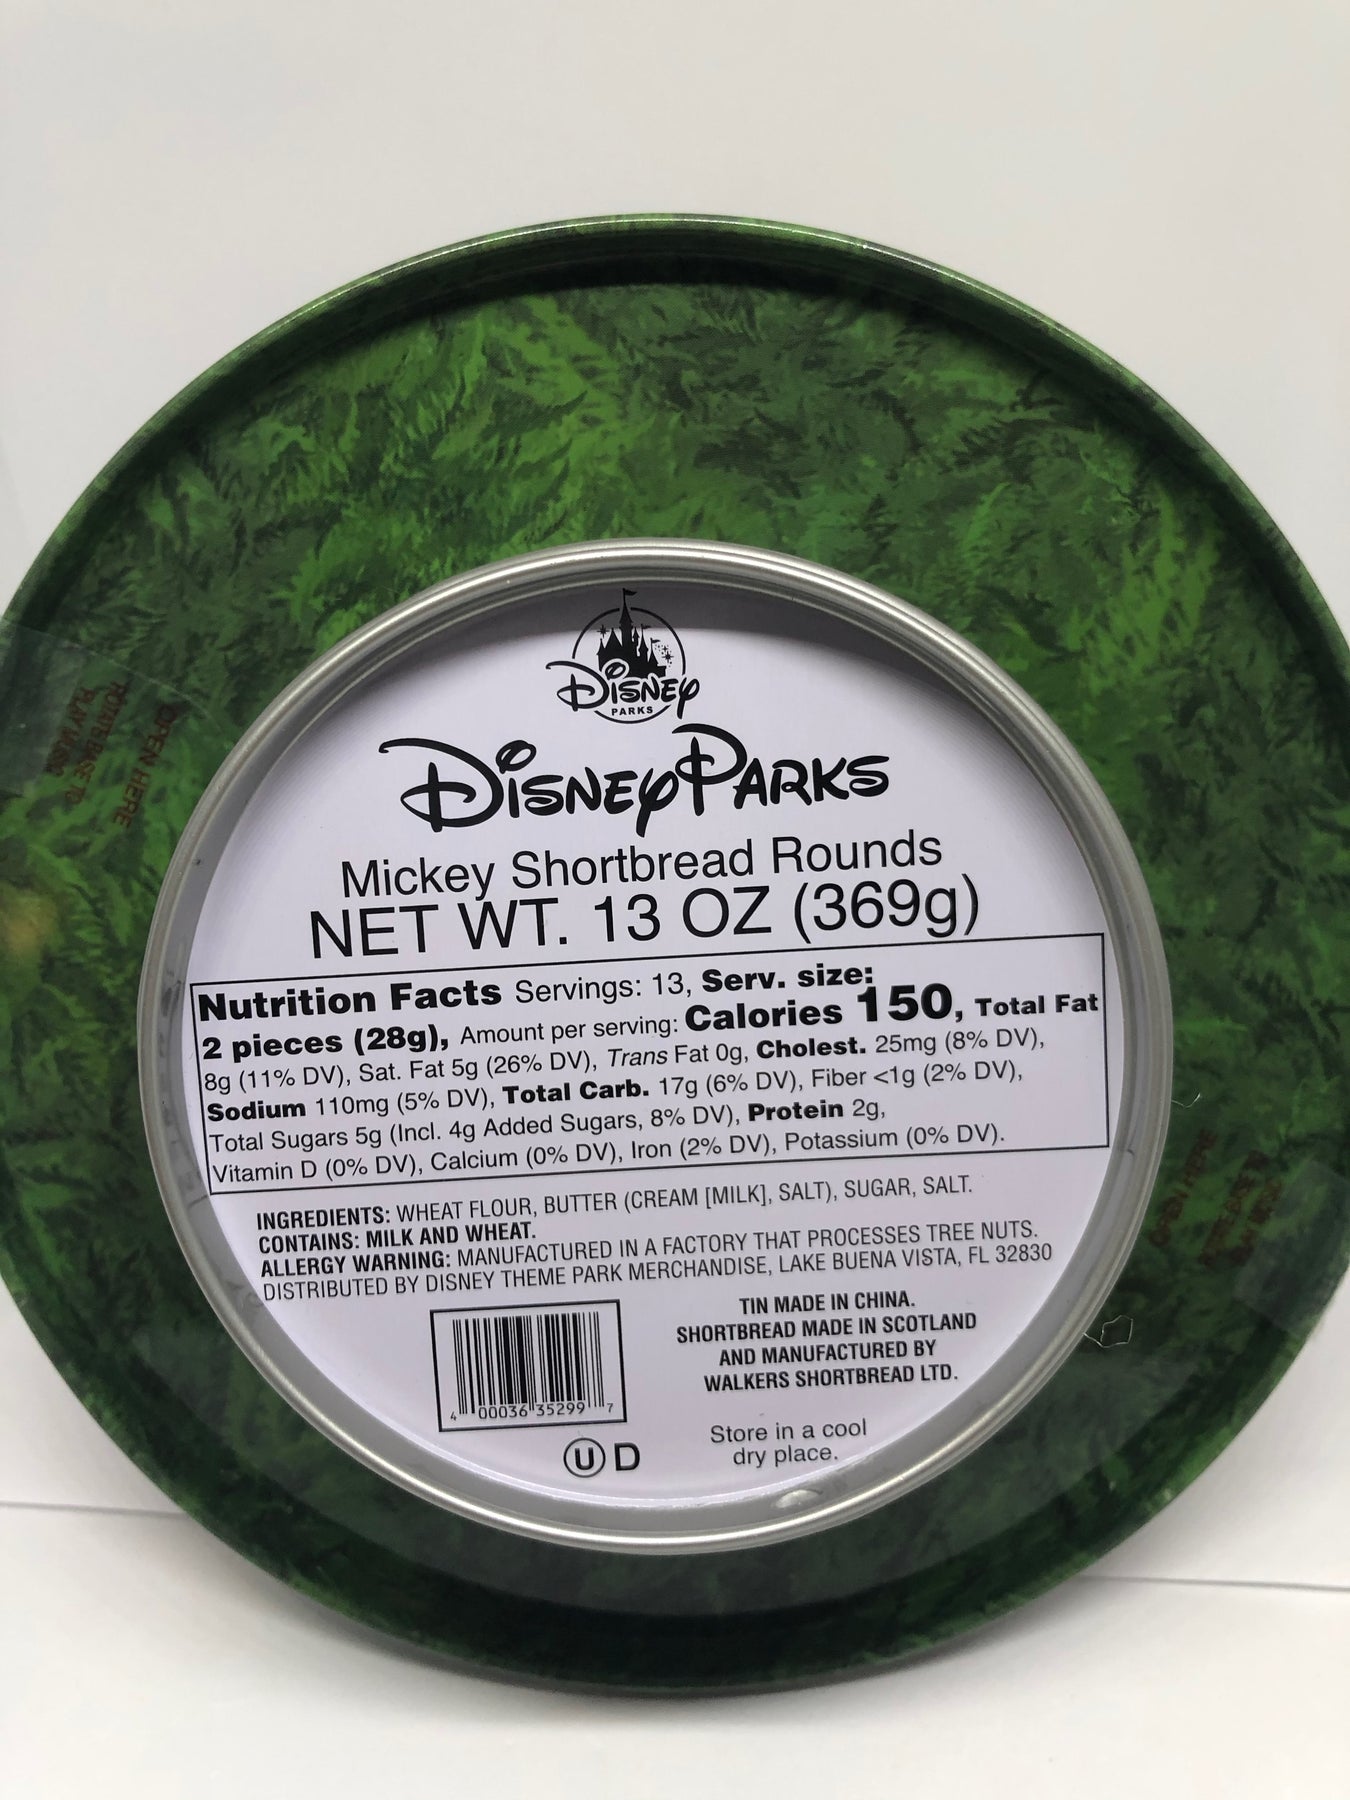 DISNEY
PARKS
DISNEY PARKS
Mickey Shortbread Rounds
NET WT. 13 OZ (369g)
Nutrition Facts Servings: 13, Serv. size:
2 pieces (28g), Amount per serving: Calories 150, Total Fat
8g (11% DV), Sat. Fat 5g (26% DV), Trans Fat 0g, Cholest. 25mg (8% DV),
Sodium 110mg (5% DV), Total Carb. 17g (6% DV), Fiber <1g (2% DV),
Total Sugars 5g (Incl. 4g Added Sugars, 8% DV), Protein 2g,
Vitamin D (0% DV), Calcium (0% DV), Iron (2% DV), Potassium (0% DV).
INGREDIENTS: WHEAT FLOUR, BUTTER (CREAM [MILK], SALT), SUGAR, SALT.
CONTAINS: MILK AND WHEAT.
ALLERGY WARNING: MANUFACTURED IN A FACTORY THAT PROCESSES TREE NUTS.
DISTRIBUTED BY DISNEY THEME PARK MERCHANDISE, LAKE BUENA VISTA, FL 32830
TIN MADE IN CHINA.
SHORTBREAD MADE IN SCOTLAND
AND MANUFACTURED BY
WALKERS SHORTBREAD LTD.
4 00036 35299 7
U D
Store in a cool
dry place.
OPEN HERE
ROTATE BASE TO
PLAY MUSIC